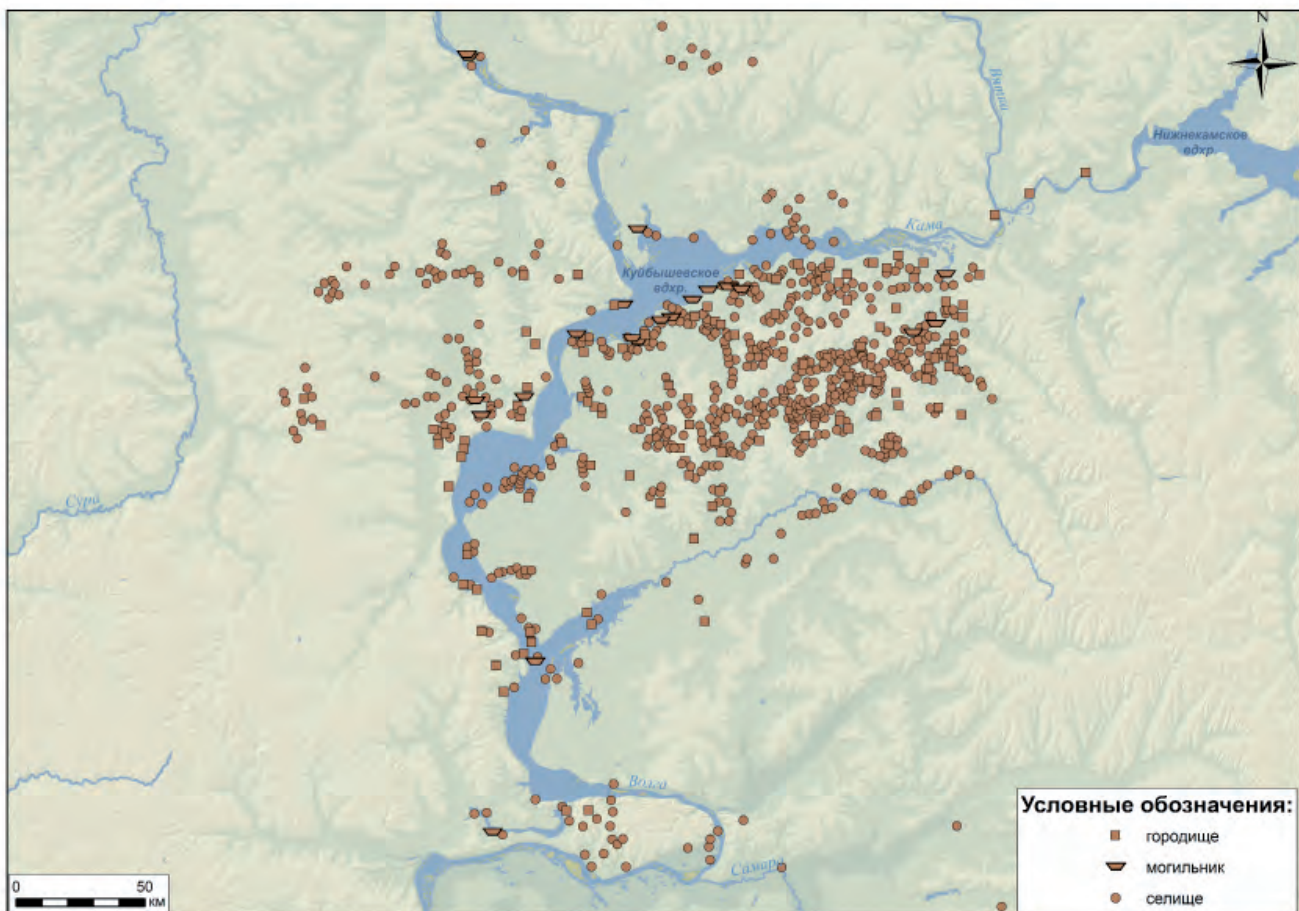 N
Вятка
Нижнекамское
вдхр.
Кама
Куйбышевское
вдхр.
Сура
Волга
Самара
Условные обозначения:
городище
могильник
селище
0 50
км